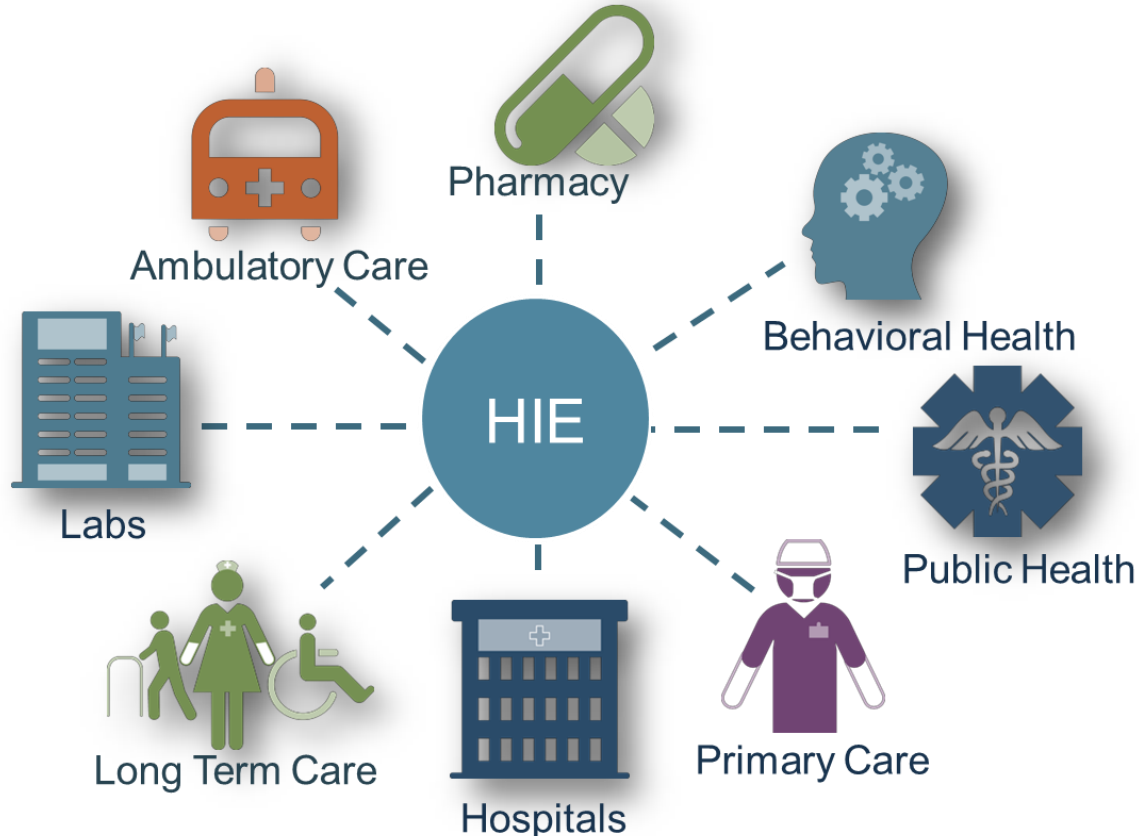 Pharmacy
Ambulatory Care
Behavioral Health
HIE
Labs
Public Health
Long Term Care
Primary Care
Hospitals